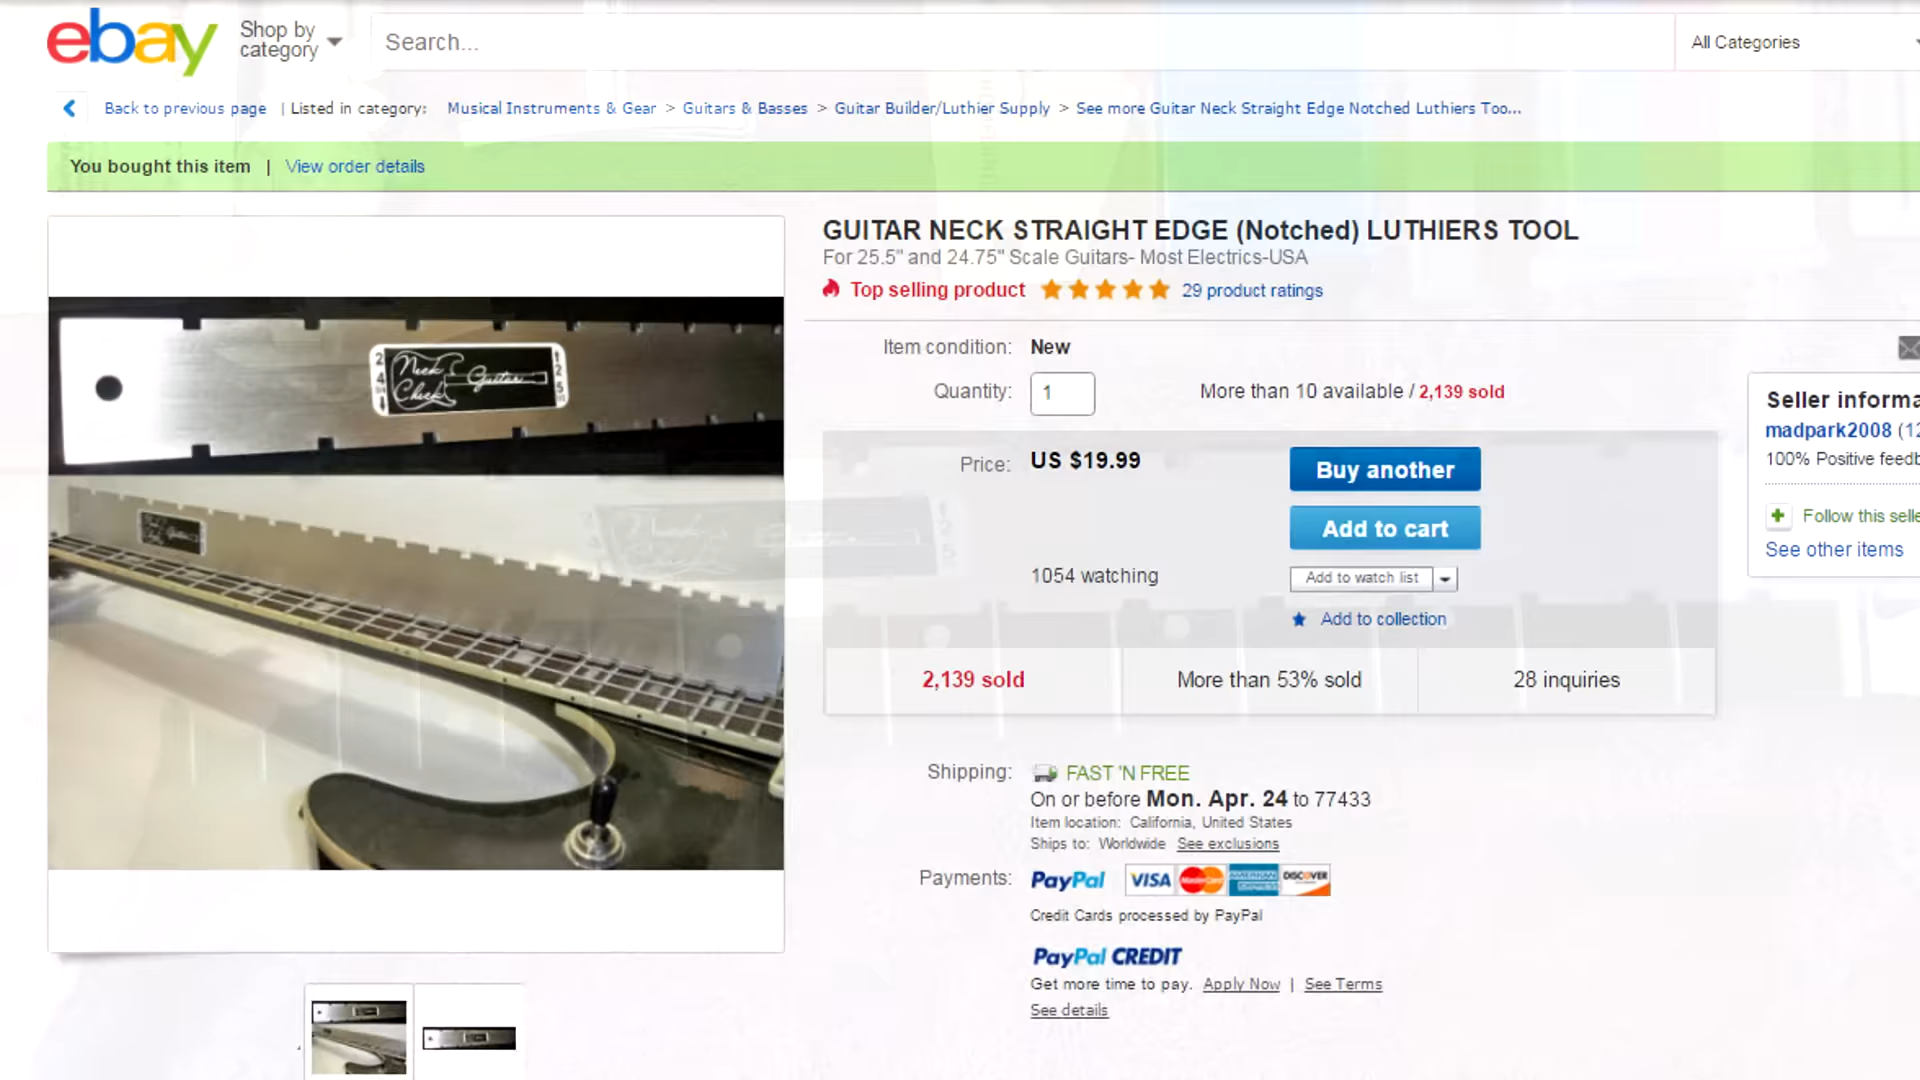 ebay
Shop by
category
Search...
All Categories
Back to previous page | Listed in category: Musical Instruments & Gear > Guitars & Basses > Guitar Builder/Luthier Supply > See more Guitar Neck Straight Edge Notched Luthiers Too...
You bought this item | View order details
GUITAR NECK STRAIGHT EDGE (Notched) LUTHIERS TOOL
For 25.5" and 24.75" Scale Guitars- Most Electrics-USA
Top selling product 29 product ratings
Item condition: New
Quantity: 1 More than 10 available / 2,139 sold
Price: US $19.99
Buy another
Add to cart
1054 watching
Add to watch list
Add to collection
2,139 sold More than 53% sold 28 inquiries
Shipping: FAST 'N FREE
On or before Mon. Apr. 24 to 77433
Item location: California, United States
Ships to: Worldwide See exclusions
Payments: PayPal VISA MasterCard AMERICAN EXPRESS DISCOVER
Credit Cards processed by PayPal
PayPal CREDIT
Get more time to pay. Apply Now | See Terms
See details
Seller informa
madpark2008 (12
100% Positive feedb
Follow this selle
See other items
Neck
Check
Guitar